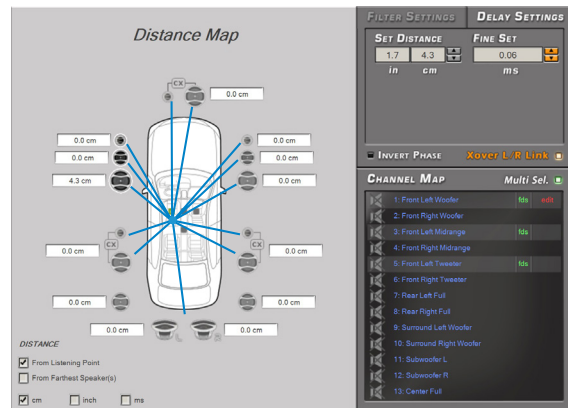 Distance Map
CX
0.0 cm
0.0 cm
0.0 cm 0.0 cm
0.0 cm 0.0 cm
4.3 cm 0.0 cm
CX CX
0.0 cm 0.0 cm
0.0 cm 0.0 cm
0.0 cm L S 0.0 cm
DISTANCE
From Listening Point
From Farthest Speaker(s)
cm inch ms
FILTER SETTINGS DELAY SETTINGS
SET DISTANCE FINE SET
1.7 4.3 0.06
in cm ms
INVERT PHASE Xover L/R Link
CHANNEL MAP Multi Sel.
1: Front Left Woofer fds edit
2: Front Right Woofer
3: Front Left Midrange fds
4: Front Right Midrange
5: Front Left Tweeter fds
6: Front Right Tweeter
7: Rear Left Full
8: Rear Right Full
9: Surround Left Woofer
10: Surround Right Woofer
11: Subwoofer L
12: Subwoofer R
13: Center Full